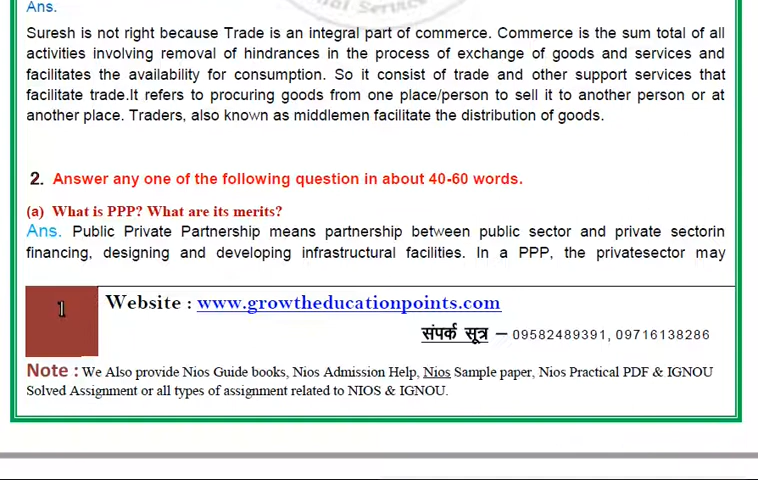 Ans.
Suresh is not right because Trade is an integral part of commerce. Commerce is the sum total of all
activities involving removal of hindrances in the process of exchange of goods and services and
facilitates the availability for consumption. So it consist of trade and other support services that
facilitate trade.It refers to procuring goods from one place/person to sell it to another person or at
another place. Traders, also known as middlemen facilitate the distribution of goods.
2. Answer any one of the following question in about 40-60 words.
(a) What is PPP? What are its merits?
Ans. Public Private Partnership means partnership between public sector and private sectorin
financing, designing and developing infrastructural facilities. In a PPP, the privatesector may
1
Website : www.growtheducationpoints.com
संपर्क सूत्र – 09582489391, 09716138286
Note : We Also provide Nios Guide books, Nios Admission Help, Nios Sample paper, Nios Practical PDF & IGNOU
Solved Assignment or all types of assignment related to NIOS & IGNOU.